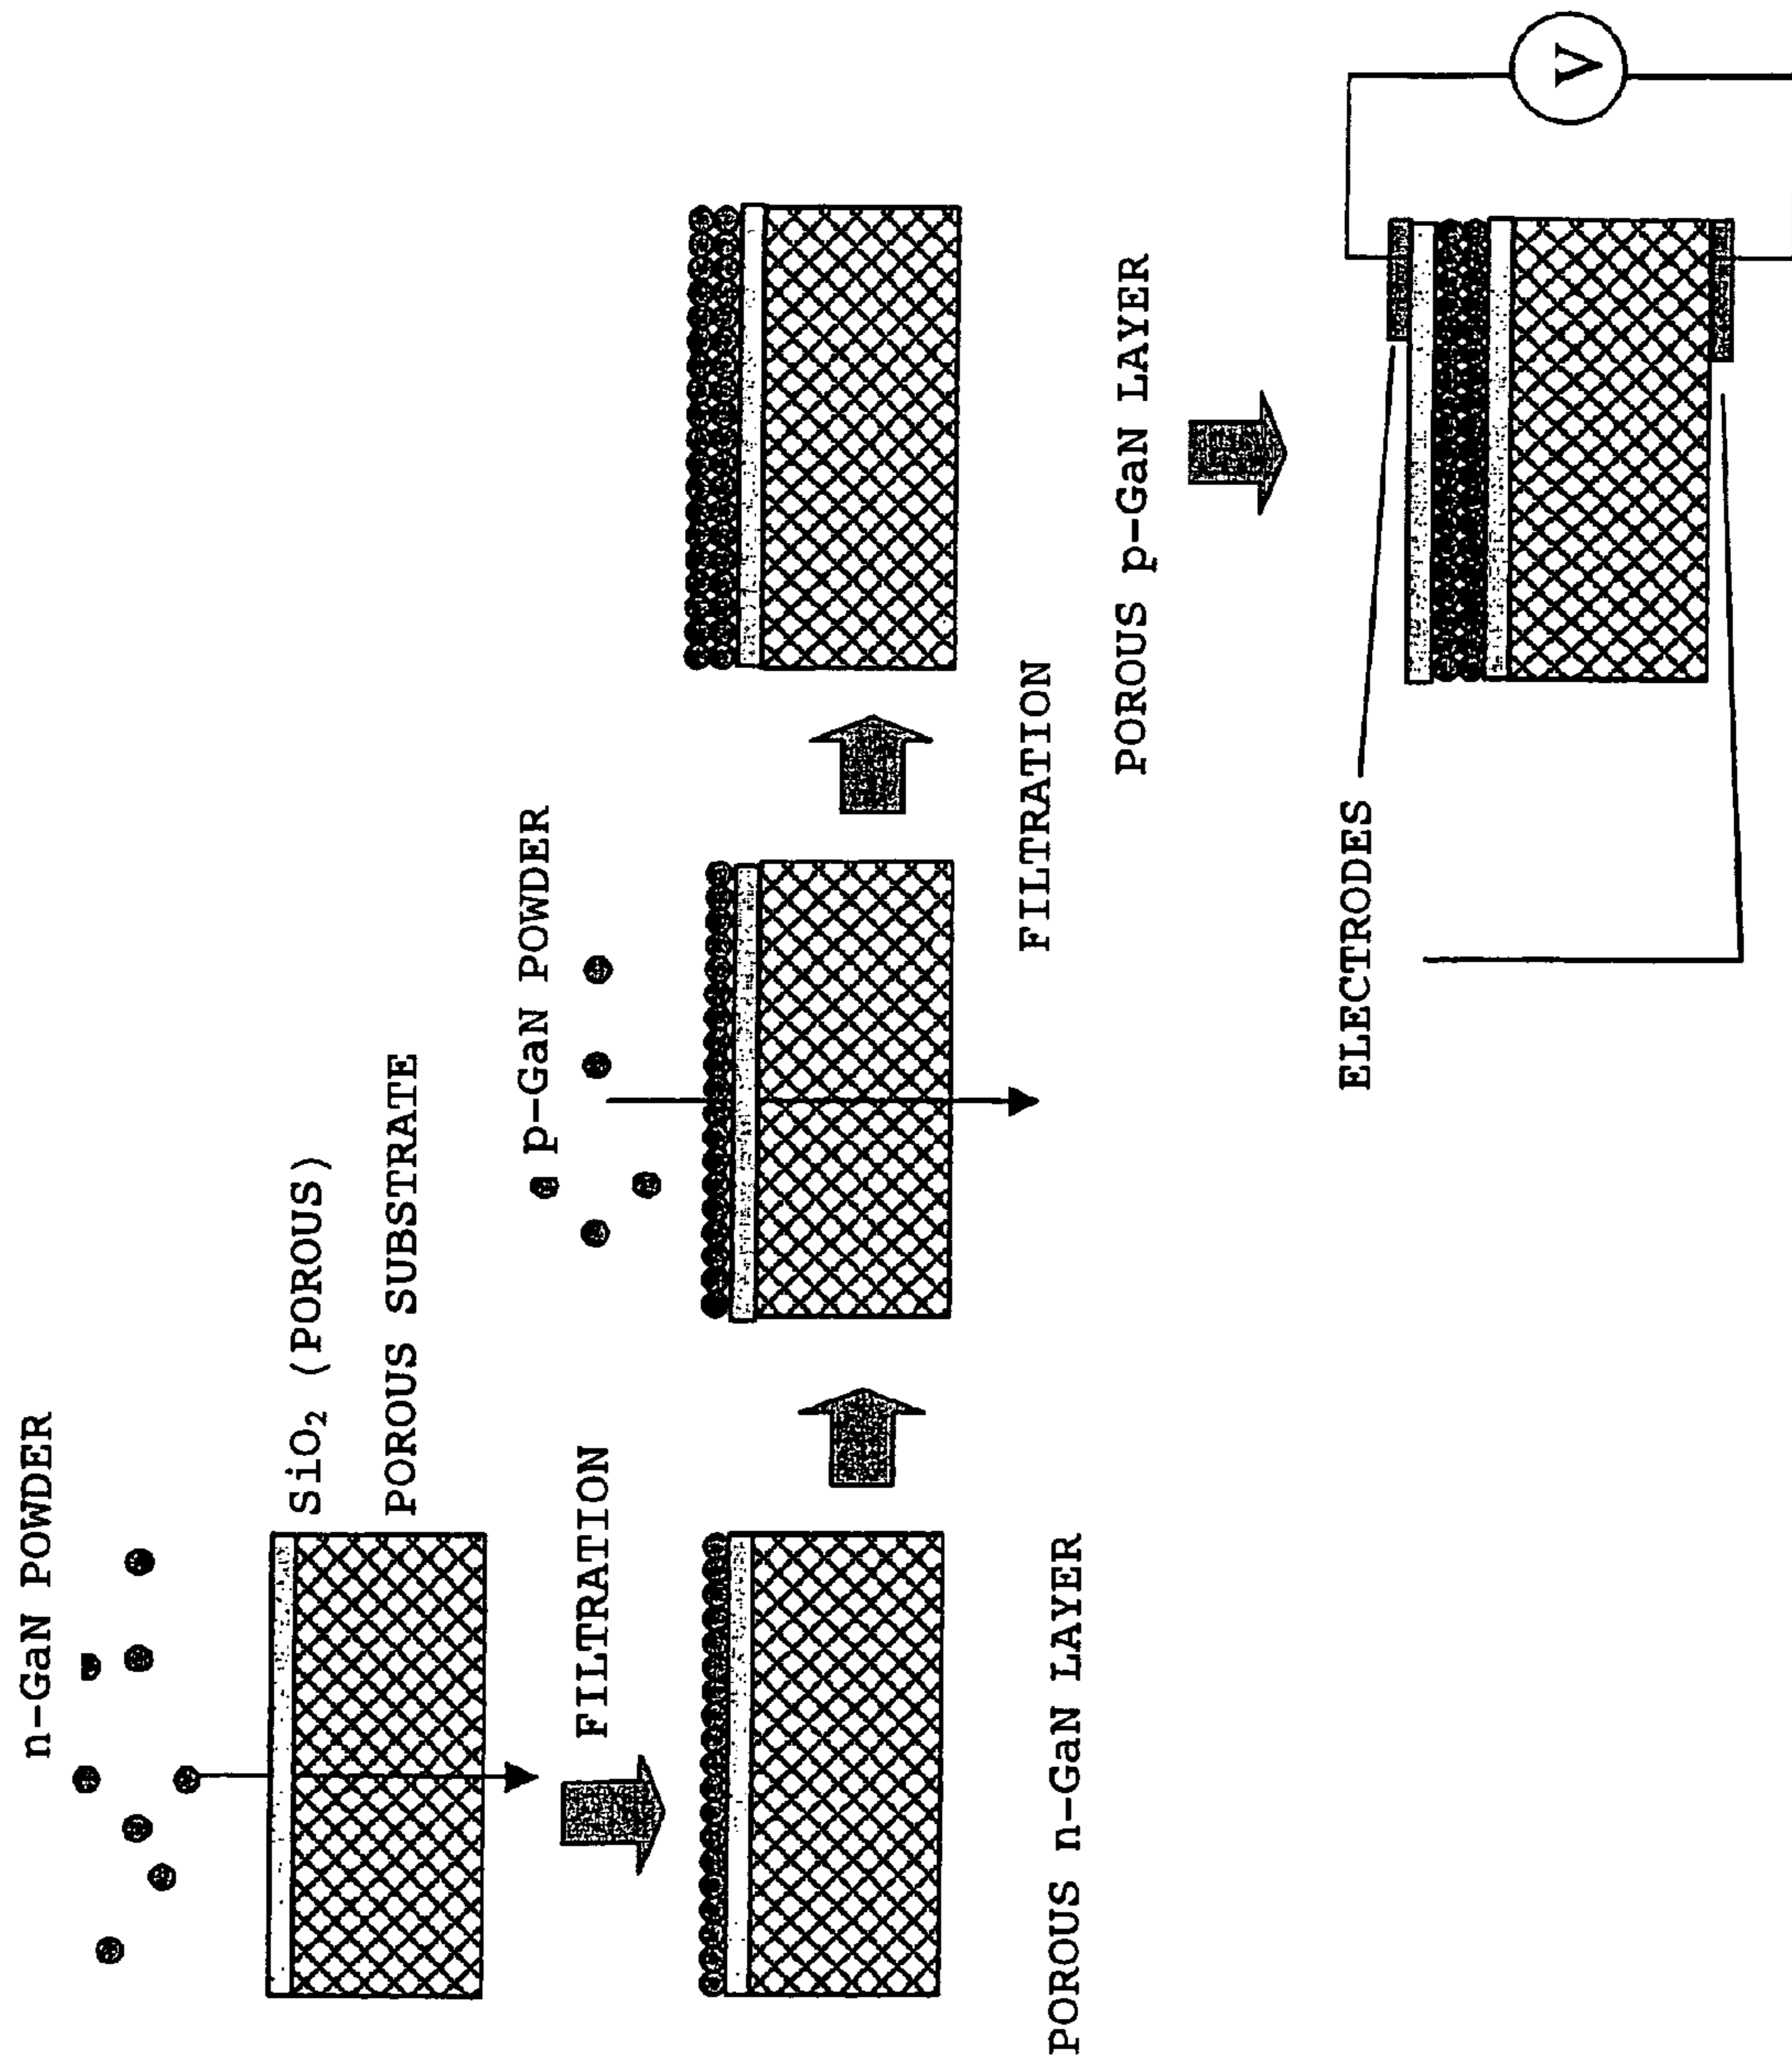 n-GaN POWDER
SiO₂ (POROUS)
POROUS SUBSTRATE
FILTRATION
POROUS n-GaN LAYER
p-GaN POWDER
FILTRATION
POROUS p-GaN LAYER
ELECTRODES
V